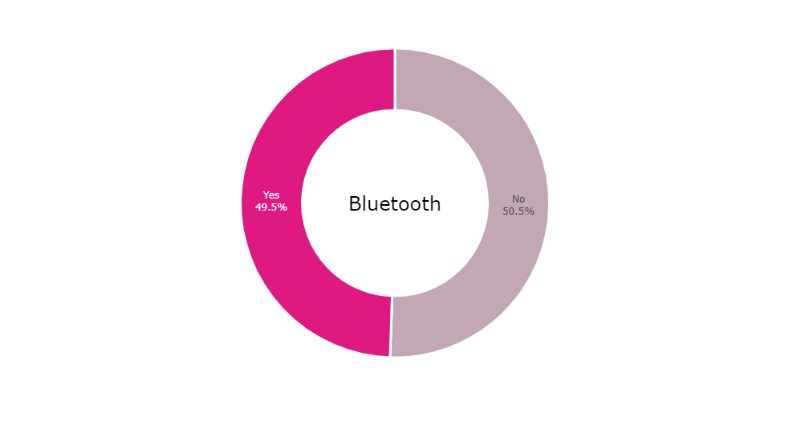 Yes
49.5%
Bluetooth
No
50.5%